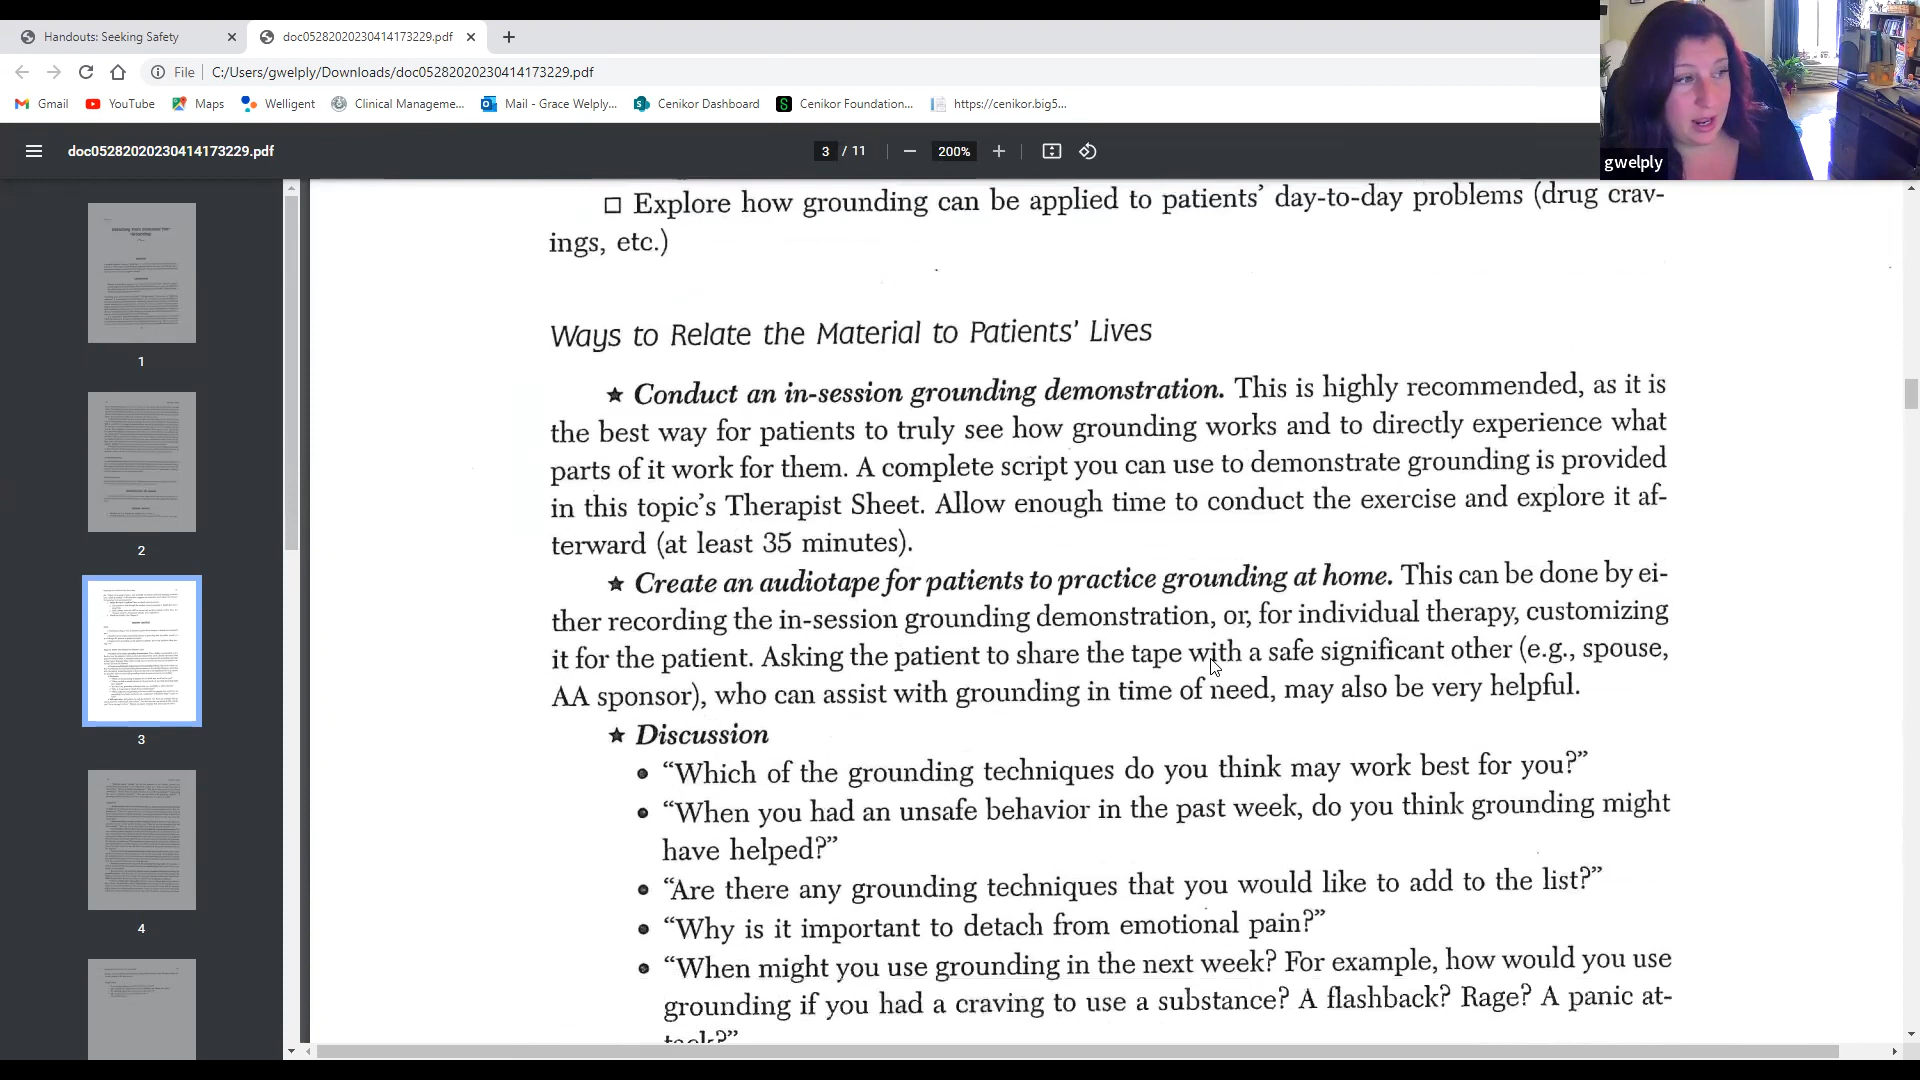 Handouts: Seeking Safety
doc05282020230414173229.pdf
File
C:/Users/gwelply/Downloads/doc05282020230414173229.pdf
Gmail
YouTube
Maps
Welligent
Clinical Manageme...
Mail - Grace Welply,...
Cenikor Dashboard
Cenikor Foundation...
https://cenikor.big5...
doc05282020230414173229.pdf
3 / 11
200%
gwelply
1
2
3
4
□ Explore how grounding can be applied to patients’ day-to-day problems (drug crav-
ings, etc.)
Ways to Relate the Material to Patients’ Lives
★ Conduct an in-session grounding demonstration. This is highly recommended, as it is
the best way for patients to truly see how grounding works and to directly experience what
parts of it work for them. A complete script you can use to demonstrate grounding is provided
in this topic’s Therapist Sheet. Allow enough time to conduct the exercise and explore it af-
terward (at least 35 minutes).
★ Create an audiotape for patients to practice grounding at home. This can be done by ei-
ther recording the in-session grounding demonstration, or, for individual therapy, customizing
it for the patient. Asking the patient to share the tape with a safe significant other (e.g., spouse,
AA sponsor), who can assist with grounding in time of need, may also be very helpful.
★ Discussion
● “Which of the grounding techniques do you think may work best for you?”
● “When you had an unsafe behavior in the past week, do you think grounding might
have helped?”
● “Are there any grounding techniques that you would like to add to the list?”
● “Why is it important to detach from emotional pain?”
● “When might you use grounding in the next week? For example, how would you use
grounding if you had a craving to use a substance? A flashback? Rage? A panic at-
tack?”